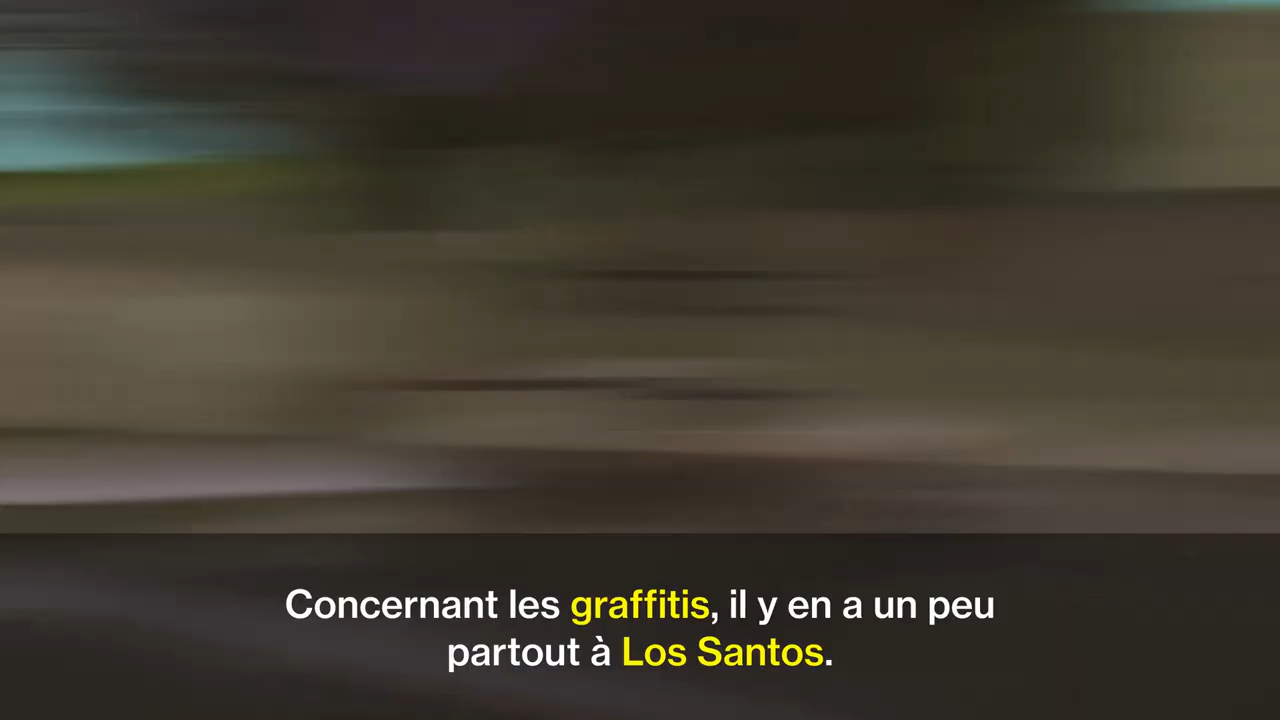 Concernant les graffitis, il y en a un peu
partout à Los Santos.